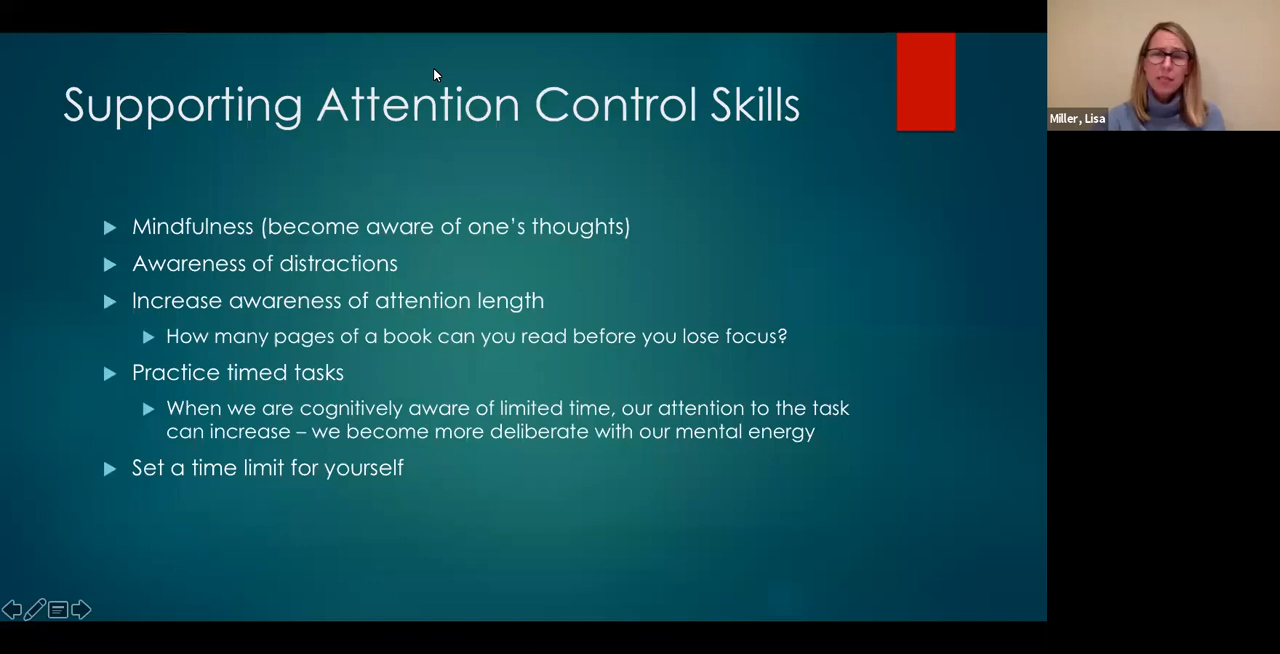 Supporting Attention Control Skills
Mindfulness (become aware of one’s thoughts)
Awareness of distractions
Increase awareness of attention length
How many pages of a book can you read before you lose focus?
Practice timed tasks
When we are cognitively aware of limited time, our attention to the task
can increase – we become more deliberate with our mental energy
Set a time limit for yourself
Miller, Lisa